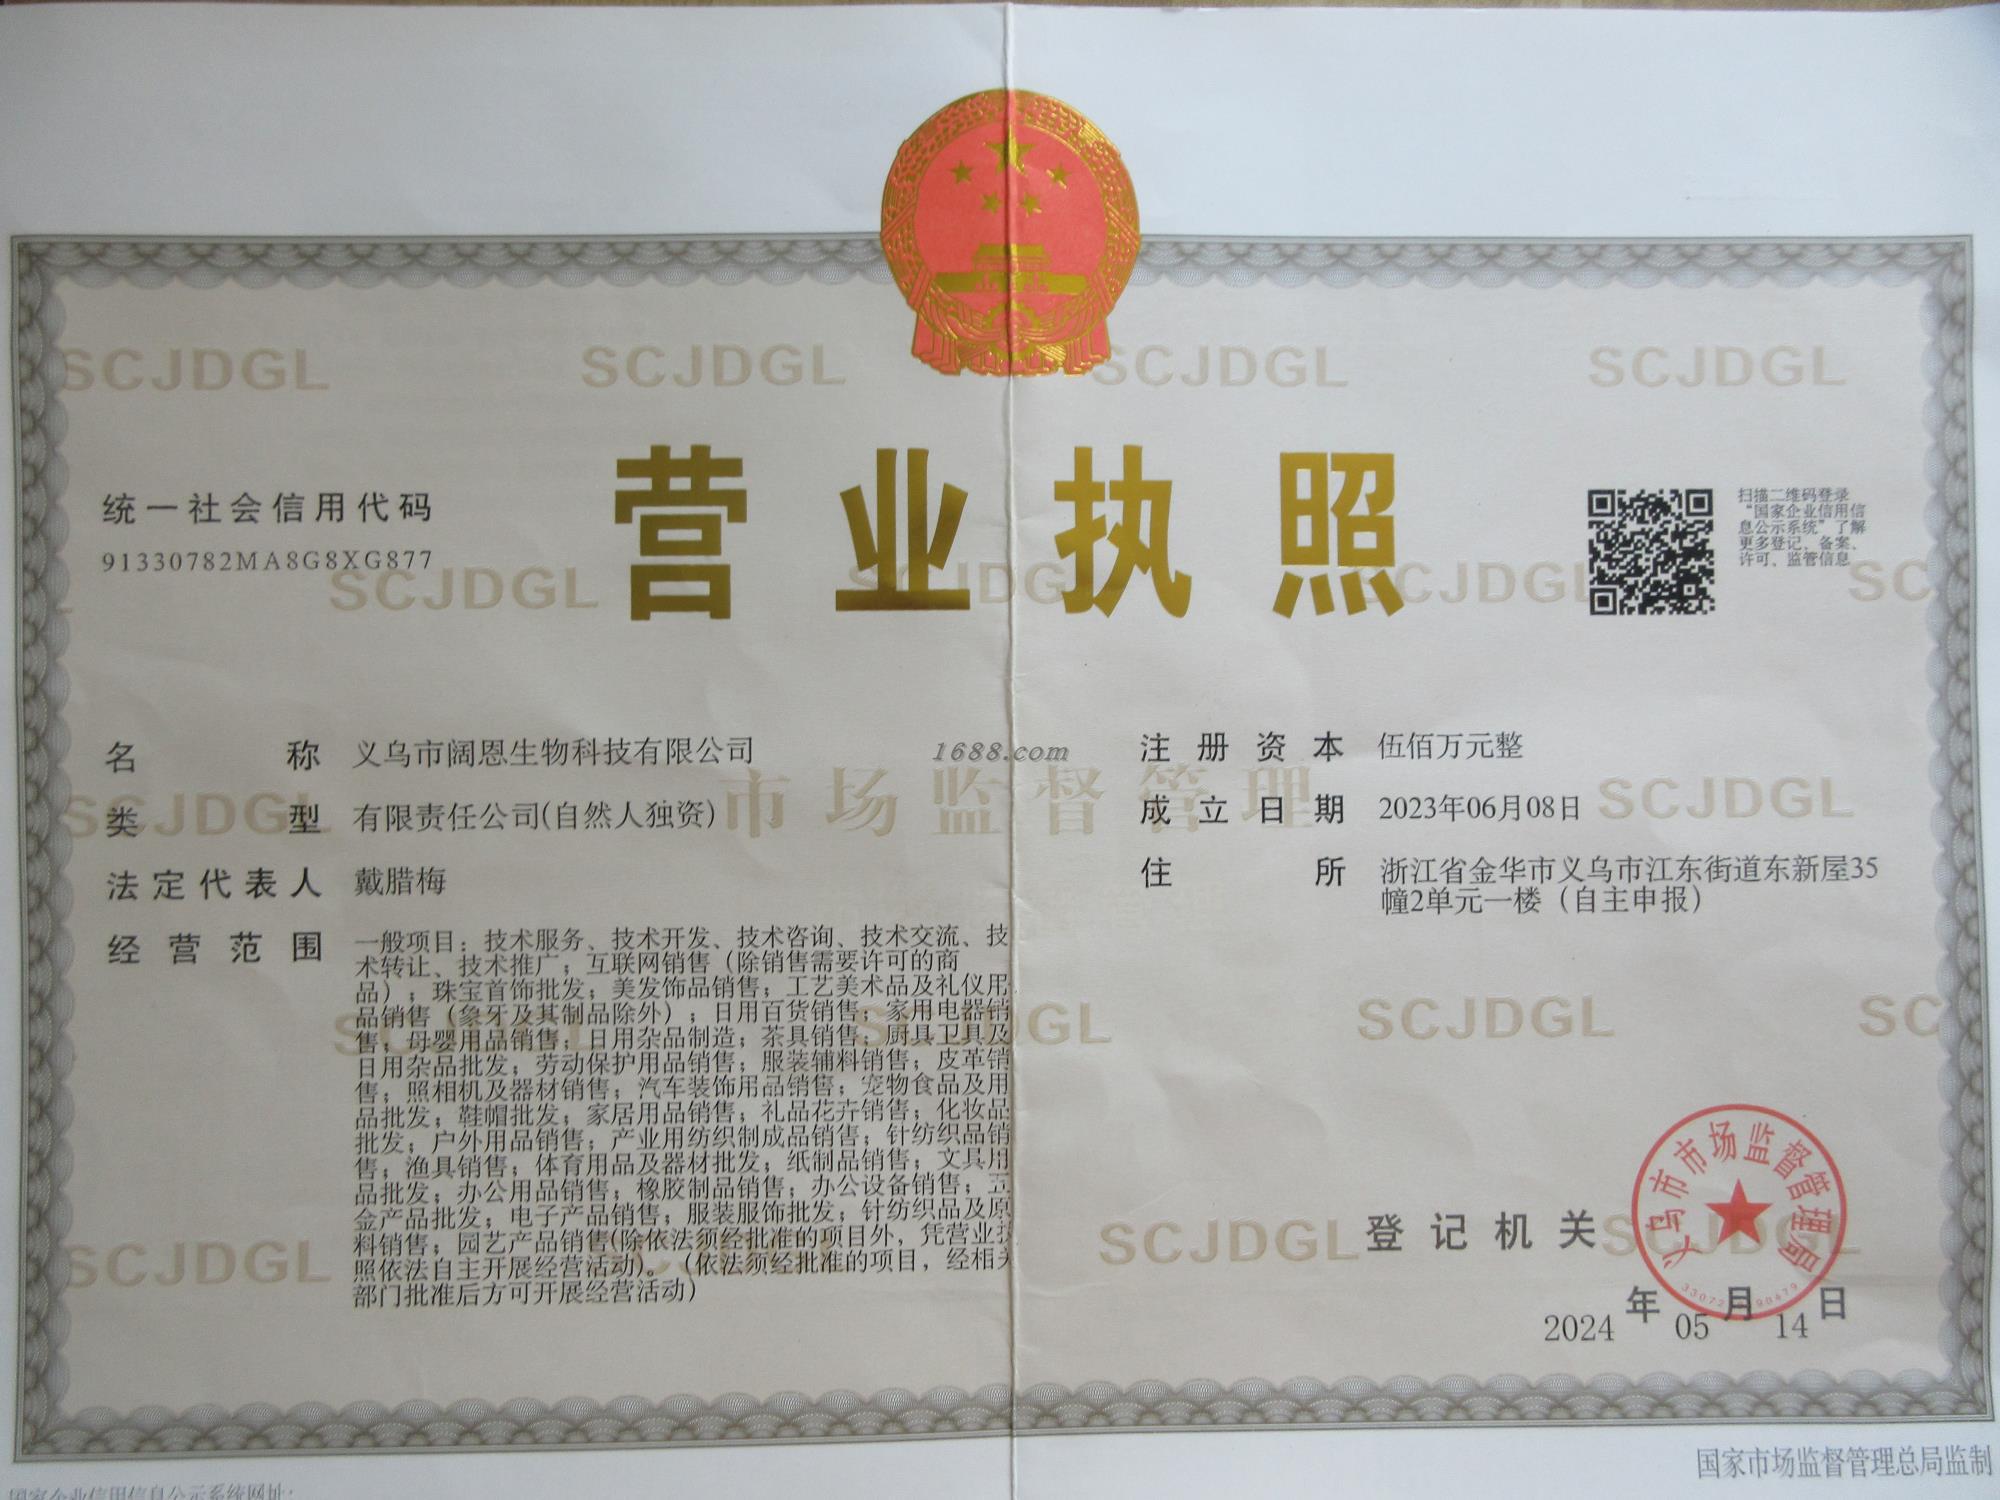 营业执照
统一社会信用代码
91330782MA8G8XG877
扫描二维码登录
“国家企业信用信
息公示系统”了解
更多登记、备案、
许可、监管信息
名称 义乌市阔恩生物科技有限公司
类型 有限责任公司(自然人独资)
法定代表人 戴腊梅
经营范围 一般项目：技术服务、技术开发、技术咨询、技术交流、技
术转让、技术推广；互联网销售（除销售需要许可的商
品）；珠宝首饰批发；美发饰品销售；工艺美术品及礼仪用
品销售（象牙及其制品除外）；日用百货销售；家用电器销
售；母婴用品销售；日用杂品制造；茶具销售；厨具卫具及
日用杂品批发；劳动保护用品销售；服装辅料销售；皮革销
售；照相机及器材销售；汽车装饰用品销售；宠物食品及用
品批发；鞋帽批发；家居用品销售；礼品花卉销售；化妆品
批发；户外用品销售；产业用纺织制成品销售；针纺织品销
售；渔具销售；体育用品及器材批发；纸制品销售；文具用
品批发；办公用品销售；橡胶制品销售；办公设备销售；五
金产品批发；电子产品销售；服装服饰批发；针纺织品及原
料销售；园艺产品销售(除依法须经批准的项目外，凭营业执
照依法自主开展经营活动)。（依法须经批准的项目，经相关
部门批准后方可开展经营活动）
1688.com
市场监督管理
注册资本 伍佰万元整
成立日期 2023年06月08日
住所 浙江省金华市义乌市江东街道东新屋35
幢2单元一楼（自主申报）
登记机关
义乌市市场监督管理局
2024年05月14日
国家市场监督管理总局监制
国家企业信用信息公示系统网址：
SCJDGL